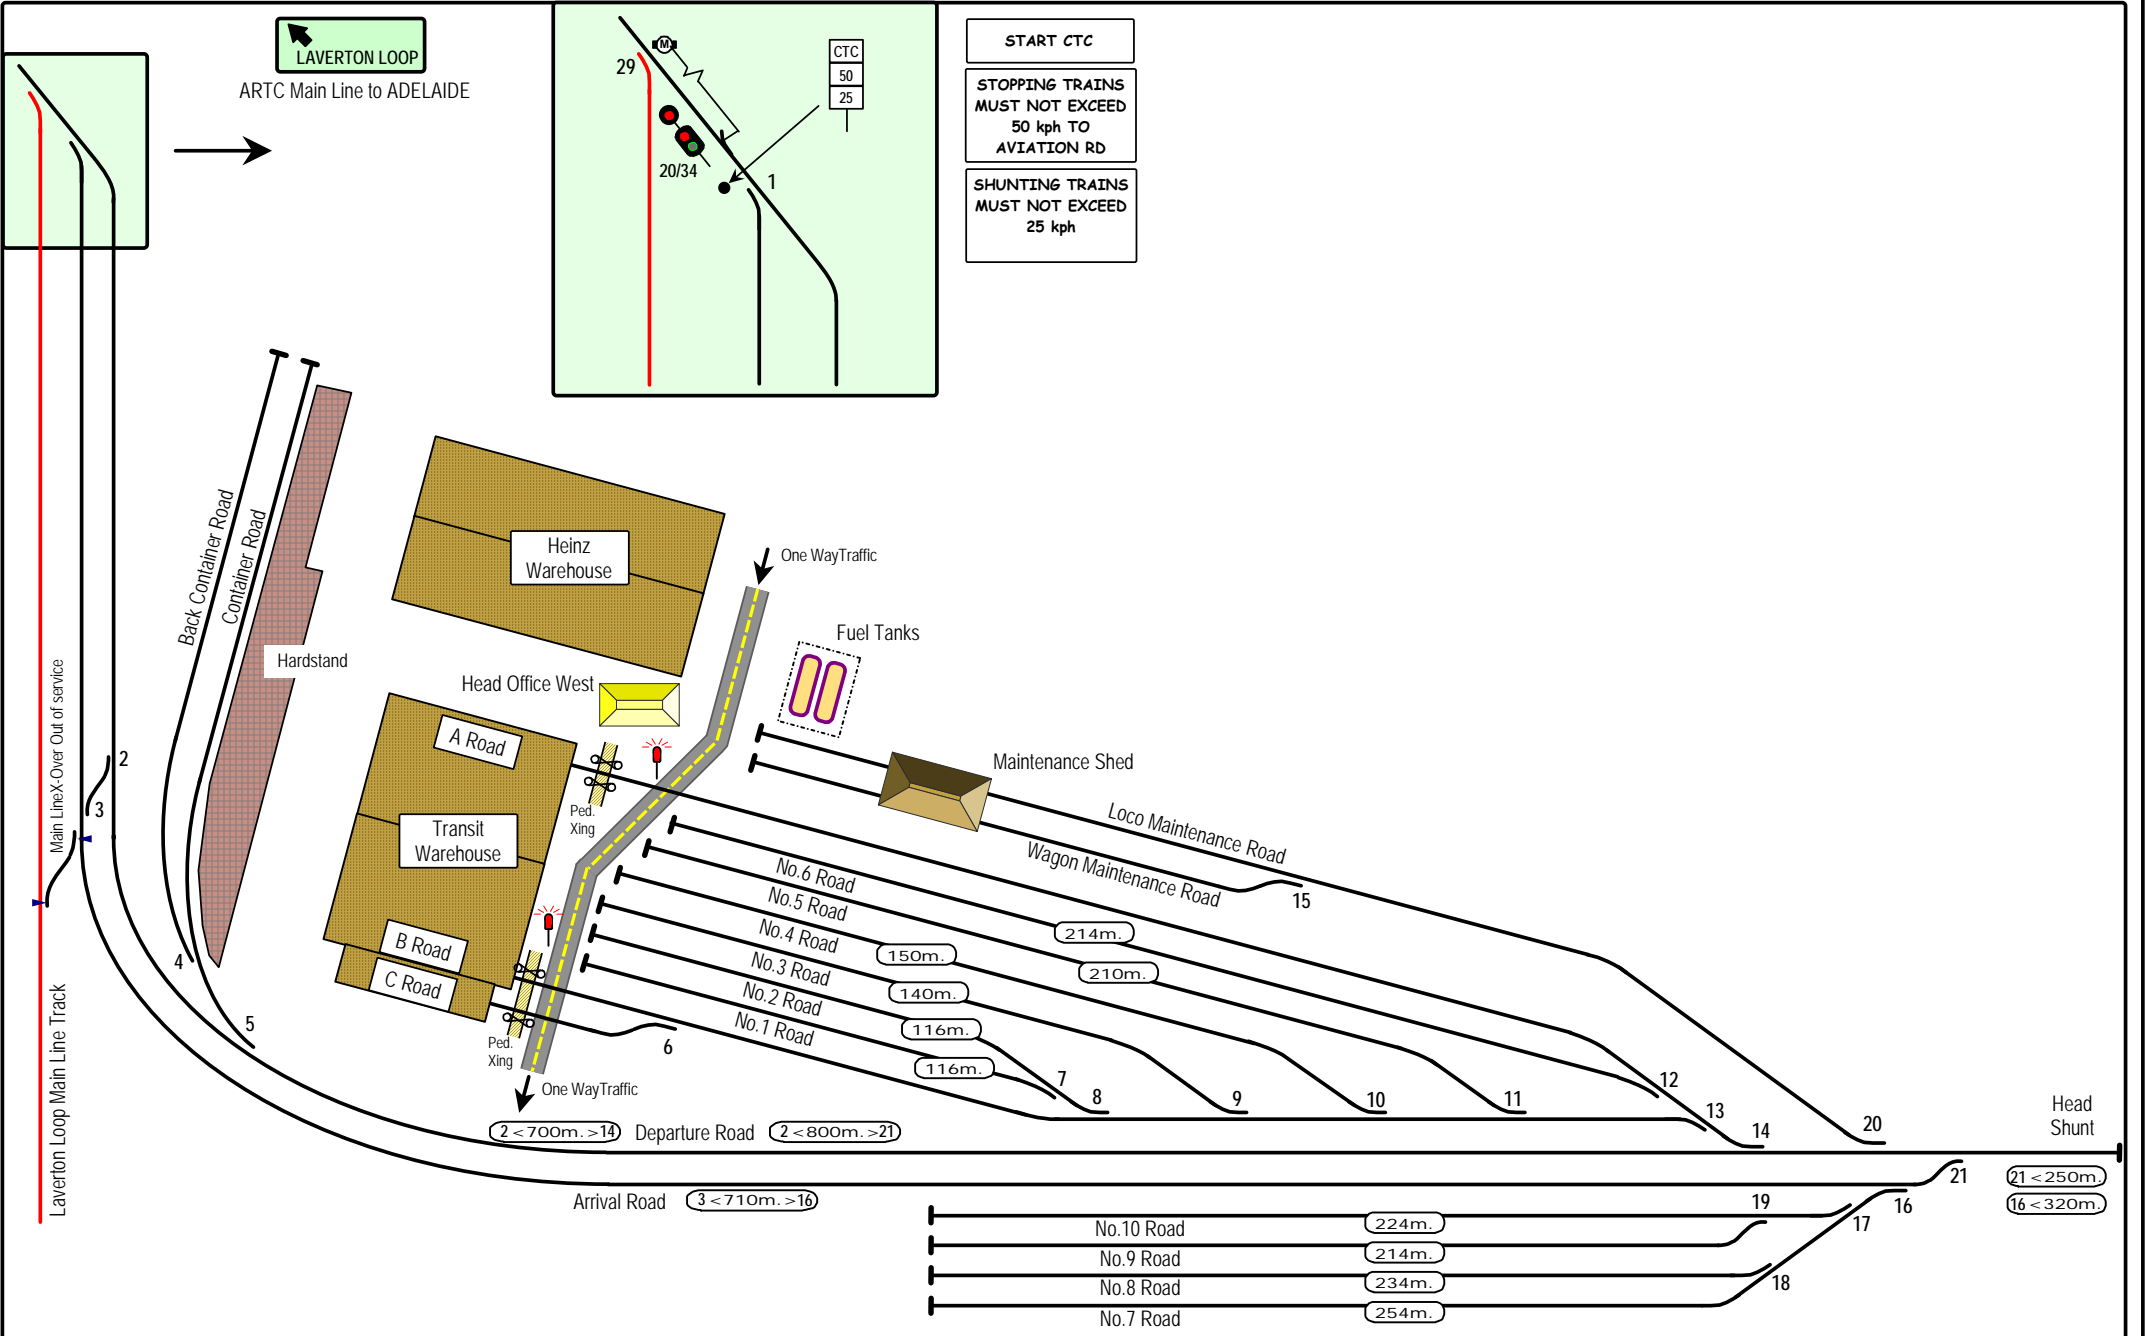 LAVERTON LOOP
ARTC Main Line to ADELAIDE
29
M
20/34
1
CTC
50
25
START CTC
STOPPING TRAINS
MUST NOT EXCEED
50 kph TO
AVIATION RD
SHUNTING TRAINS
MUST NOT EXCEED
25 kph
Back Container Road
Container Road
Hardstand
Heinz
Warehouse
One WayTraffic
Fuel Tanks
Head Office West
A Road
Ped.
Xing
Transit
Warehouse
B Road
C Road
Ped.
Xing
One WayTraffic
Main LineX-Over Out of service
Laverton Loop Main Line Track
2
3
4
5
6
Maintenance Shed
Loco Maintenance Road
Wagon Maintenance Road
15
No.6 Road
214m.
No.5 Road
210m.
No.4 Road
150m.
No.3 Road
140m.
No.2 Road
116m.
No.1 Road
116m.
7
8
9
10
11
12
13
14
20
Head
Shunt
2<700m.>14
Departure Road
2<800m.>21
Arrival Road
3<710m.>16
21
21<250m.
16<320m.
16
17
18
19
No.10 Road
224m.
No.9 Road
214m.
No.8 Road
234m.
No.7 Road
254m.